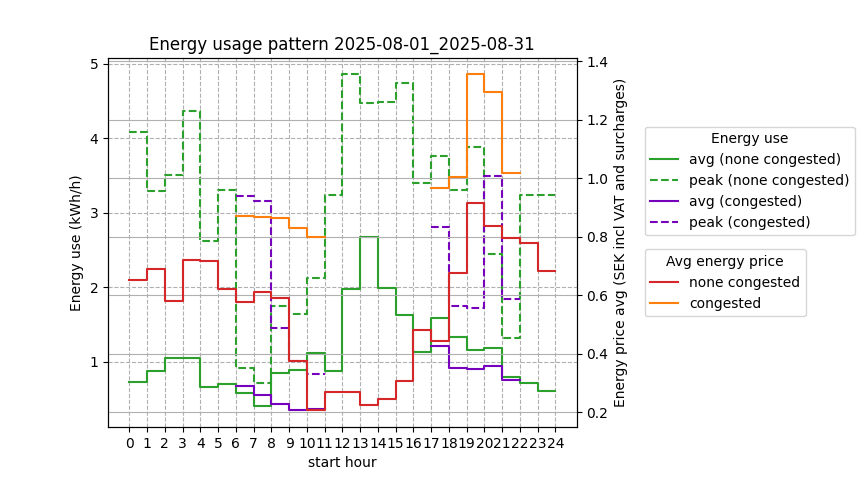 Energy usage pattern 2025-08-01_2025-08-31
Energy use (kWh/h)
5
4
3
2
1
1.4
1.2
1.0
0.8
0.6
0.4
0.2
Energy price avg (SEK incl VAT and surcharges)
0 1 2 3 4 5 6 7 8 9 10 11 12 13 14 15 16 17 18 19 20 21 22 23 24
start hour
Energy use
avg (none congested)
peak (none congested)
avg (congested)
peak (congested)
Avg energy price
none congested
congested